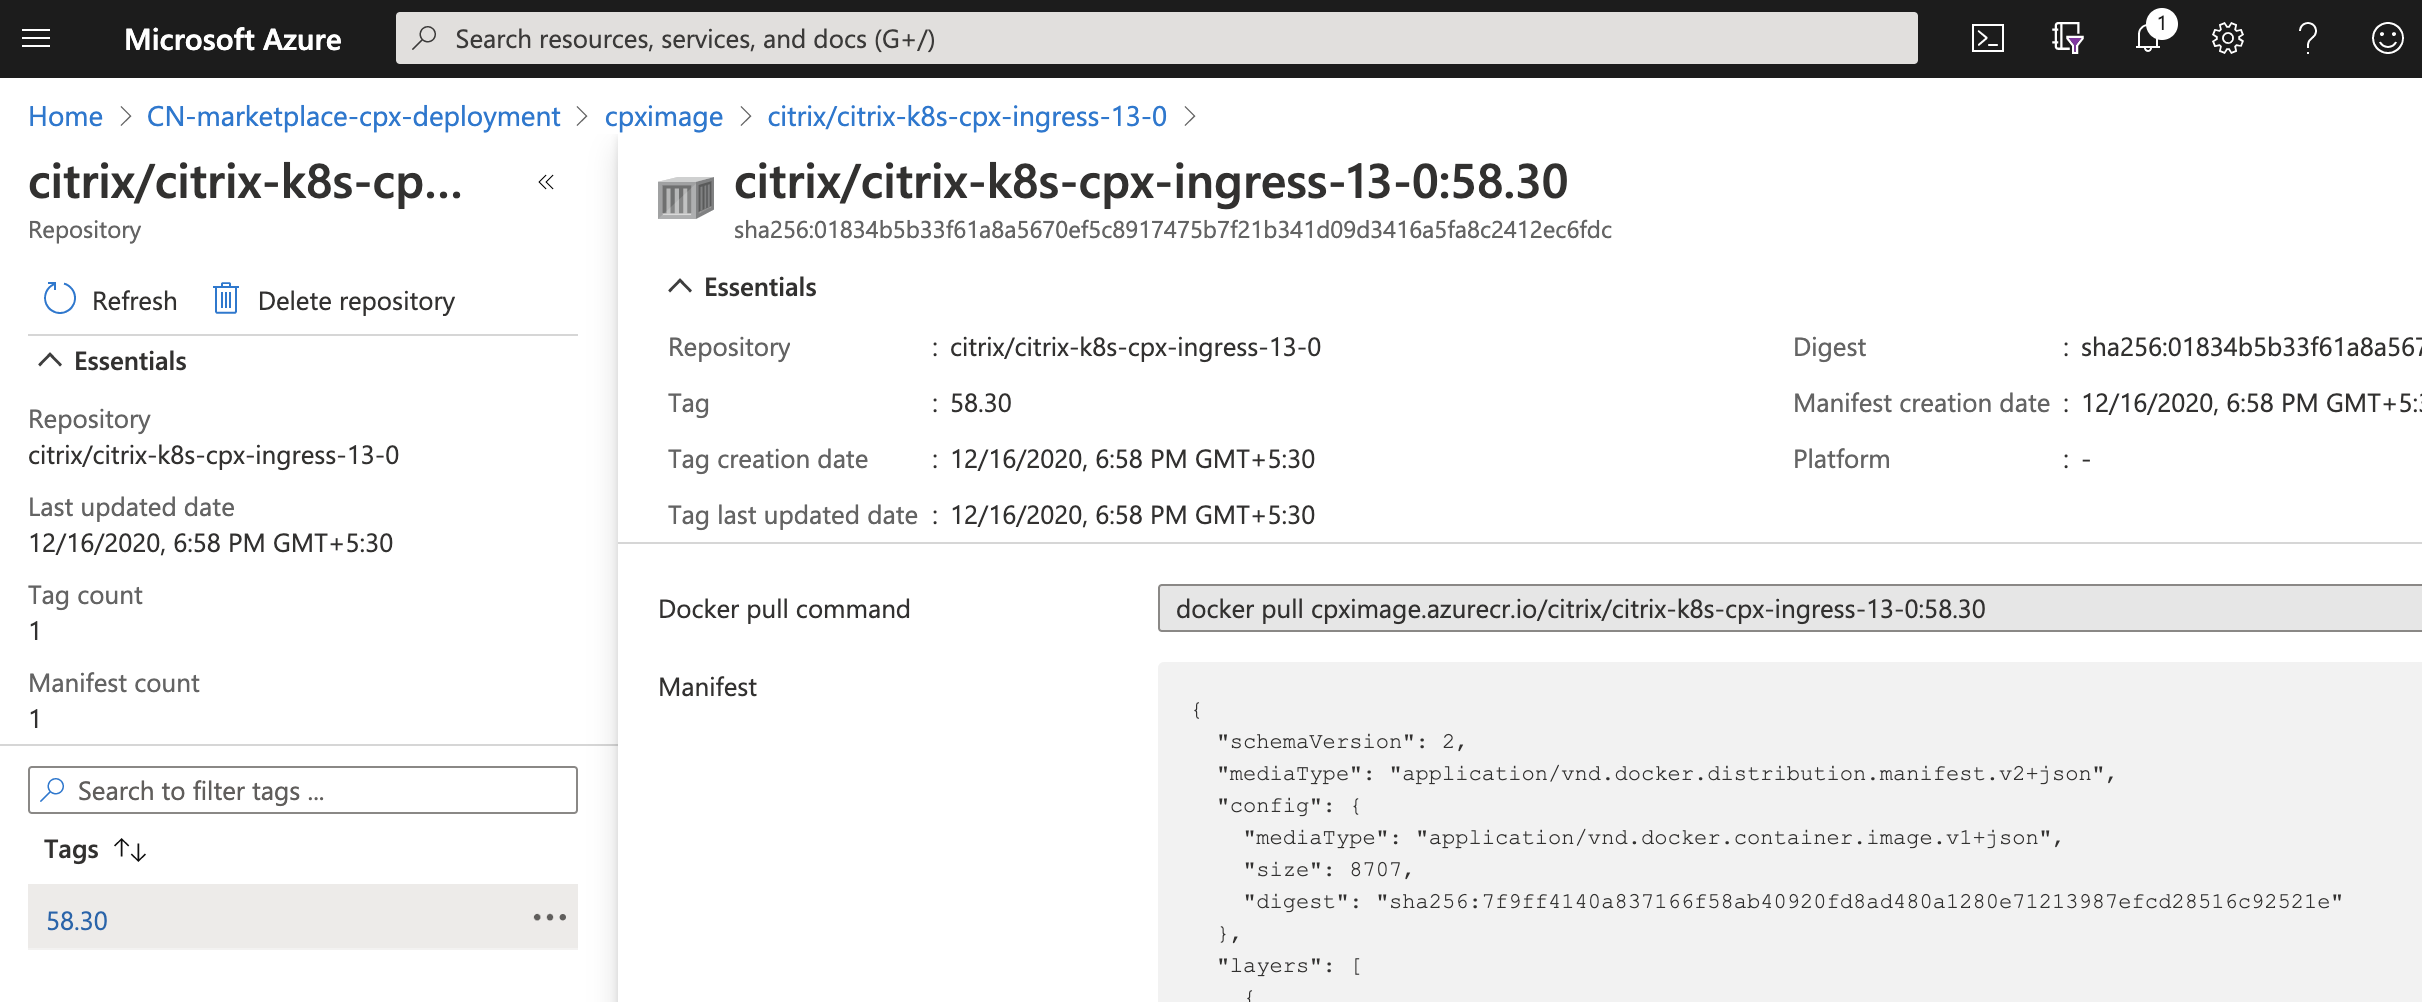 Microsoft Azure
Search resources, services, and docs (G+/)
1
Home > CN-marketplace-cpx-deployment > cpximage > citrix/citrix-k8s-cpx-ingress-13-0 >
citrix/citrix-k8s-cp...
«
Repository
Refresh
Delete repository
Essentials
Repository
citrix/citrix-k8s-cpx-ingress-13-0
Last updated date
12/16/2020, 6:58 PM GMT+5:30
Tag count
1
Manifest count
1
Search to filter tags ...
Tags ↑↓
58.30
citrix/citrix-k8s-cpx-ingress-13-0:58.30
sha256:01834b5b33f61a8a5670ef5c8917475b7f21b341d09d3416a5fa8c2412ec6fdc
Essentials
Repository : citrix/citrix-k8s-cpx-ingress-13-0
Tag : 58.30
Tag creation date : 12/16/2020, 6:58 PM GMT+5:30
Tag last updated date : 12/16/2020, 6:58 PM GMT+5:30
Digest : sha256:01834b5b33f61a8a567
Manifest creation date : 12/16/2020, 6:58 PM GMT+5:3
Platform : -
Docker pull command
docker pull cpximage.azurecr.io/citrix/citrix-k8s-cpx-ingress-13-0:58.30
Manifest
{
"schemaVersion": 2,
"mediaType": "application/vnd.docker.distribution.manifest.v2+json",
"config": {
"mediaType": "application/vnd.docker.container.image.v1+json",
"size": 8707,
"digest": "sha256:7f9ff4140a837166f58ab40920fd8ad480a1280e71213987efcd28516c92521e"
},
"layers": [
{